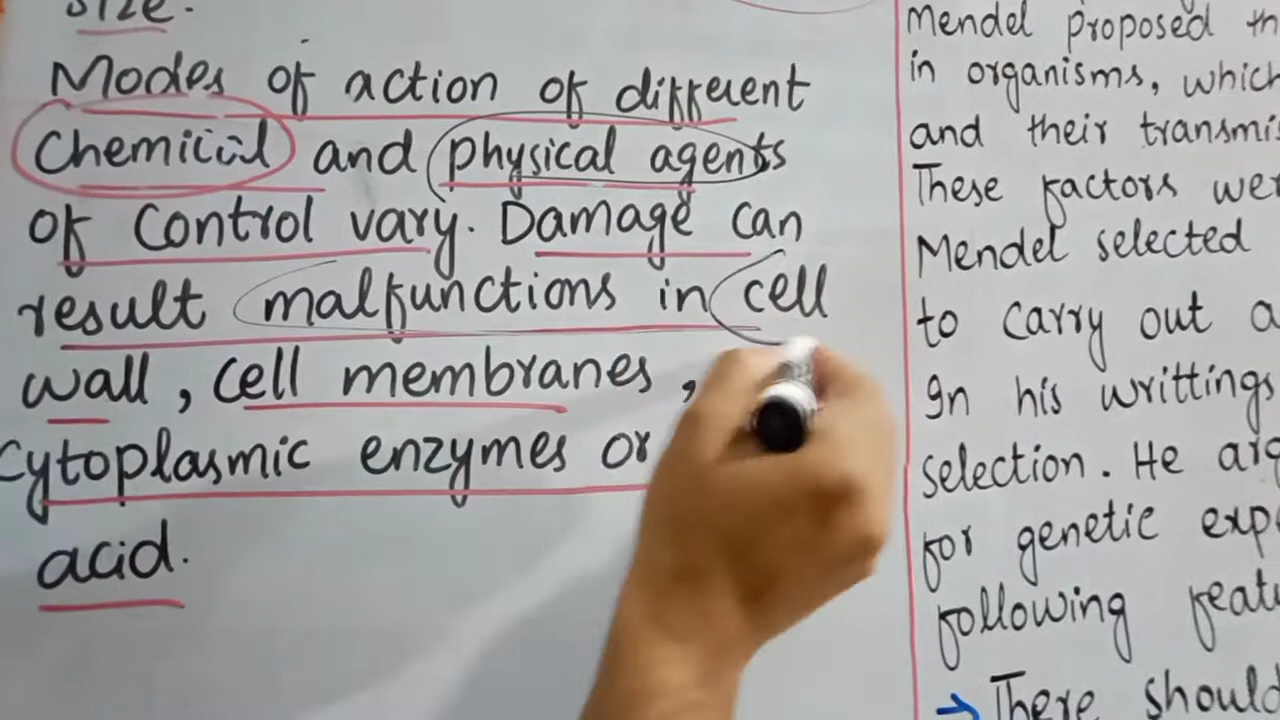 size.
Modes of action of different
Chemical and physical agents
of Control vary. Damage can
result malfunctions in cell
wall, Cell membranes,
Cytoplasmic enzymes or
acid.
Mendel proposed
in organisms, which
and their
These factors
Mendel selected
to carry out a
In his writtings
selection. He
for genetic
following
→ There should